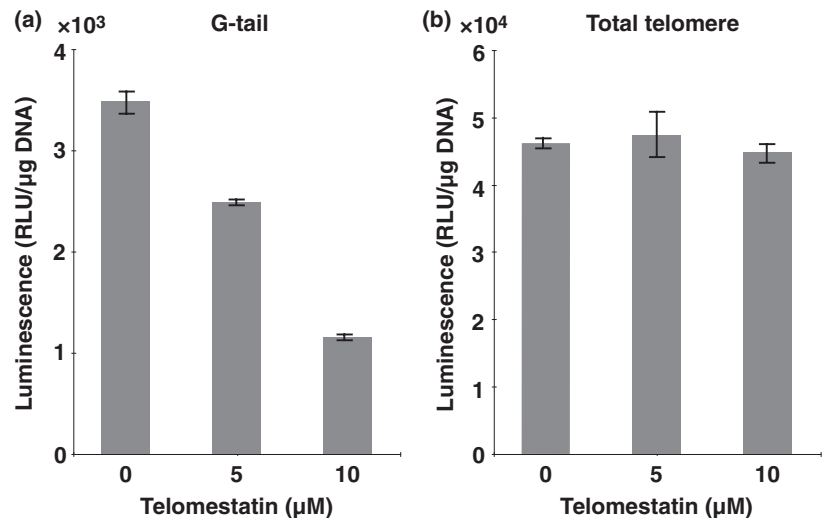 (a)
×10³
G-tail
Luminescence (RLU/µg DNA)
4
3
2
1
0
0 5 10
Telomestatin (µM)
(b)
×10⁴
Total telomere
Luminescence (RLU/µg DNA)
6
5
4
3
2
1
0
0 5 10
Telomestatin (µM)